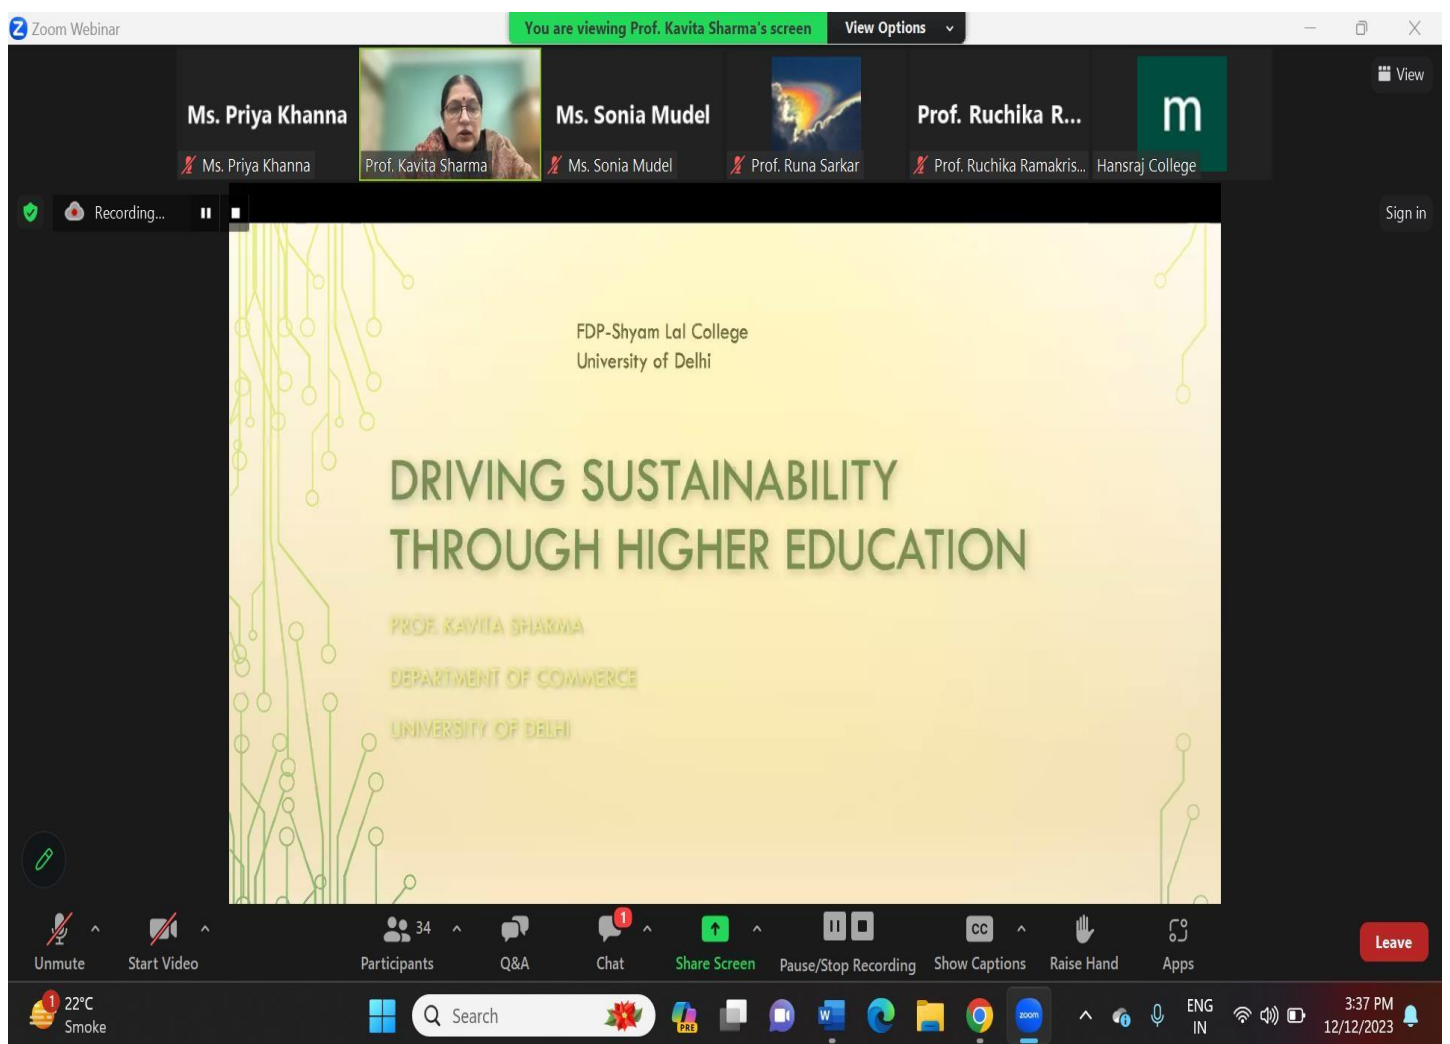 Zoom Webinar
You are viewing Prof. Kavita Sharma's screen
View Options
View
Ms. Priya Khanna
Ms. Sonia Mudel
Prof. Ruchika R...
m
Ms. Priya Khanna
Prof. Kavita Sharma
Ms. Sonia Mudel
Prof. Runa Sarkar
Prof. Ruchika Ramakris...
Hansraj College
Recording...
Sign in
FDP-Shyam Lal College
University of Delhi
DRIVING SUSTAINABILITY
THROUGH HIGHER EDUCATION
PROF. KAVITA SHARMA
DEPARTMENT OF COMMERCE
UNIVERSITY OF DELHI
34
1
CC
Unmute
Start Video
Participants
Q&A
Chat
Share Screen
Pause/Stop Recording
Show Captions
Raise Hand
Apps
Leave
1
22°C
Smoke
Search
PRE
W
zoom
ENG
IN
3:37 PM
12/12/2023